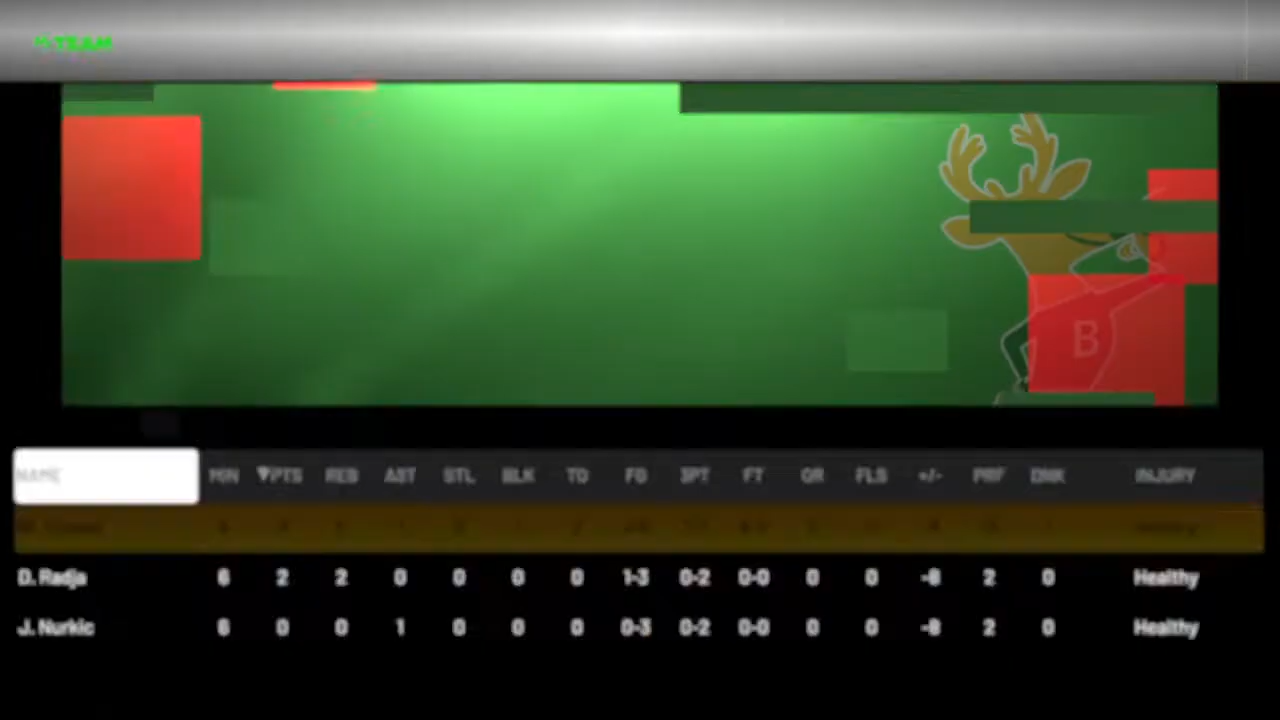 MyTEAM
B
NAME MIN ▼PTS REB AST STL BLK TO FG 3PT FT OR FLS +/- PRF DNK INJURY
D. Radja 6 2 2 0 0 0 0 1-3 0-2 0-0 0 0 -8 2 0 Healthy
J. Nurkic 6 0 0 1 0 0 0 0-3 0-2 0-0 0 0 -8 2 0 Healthy